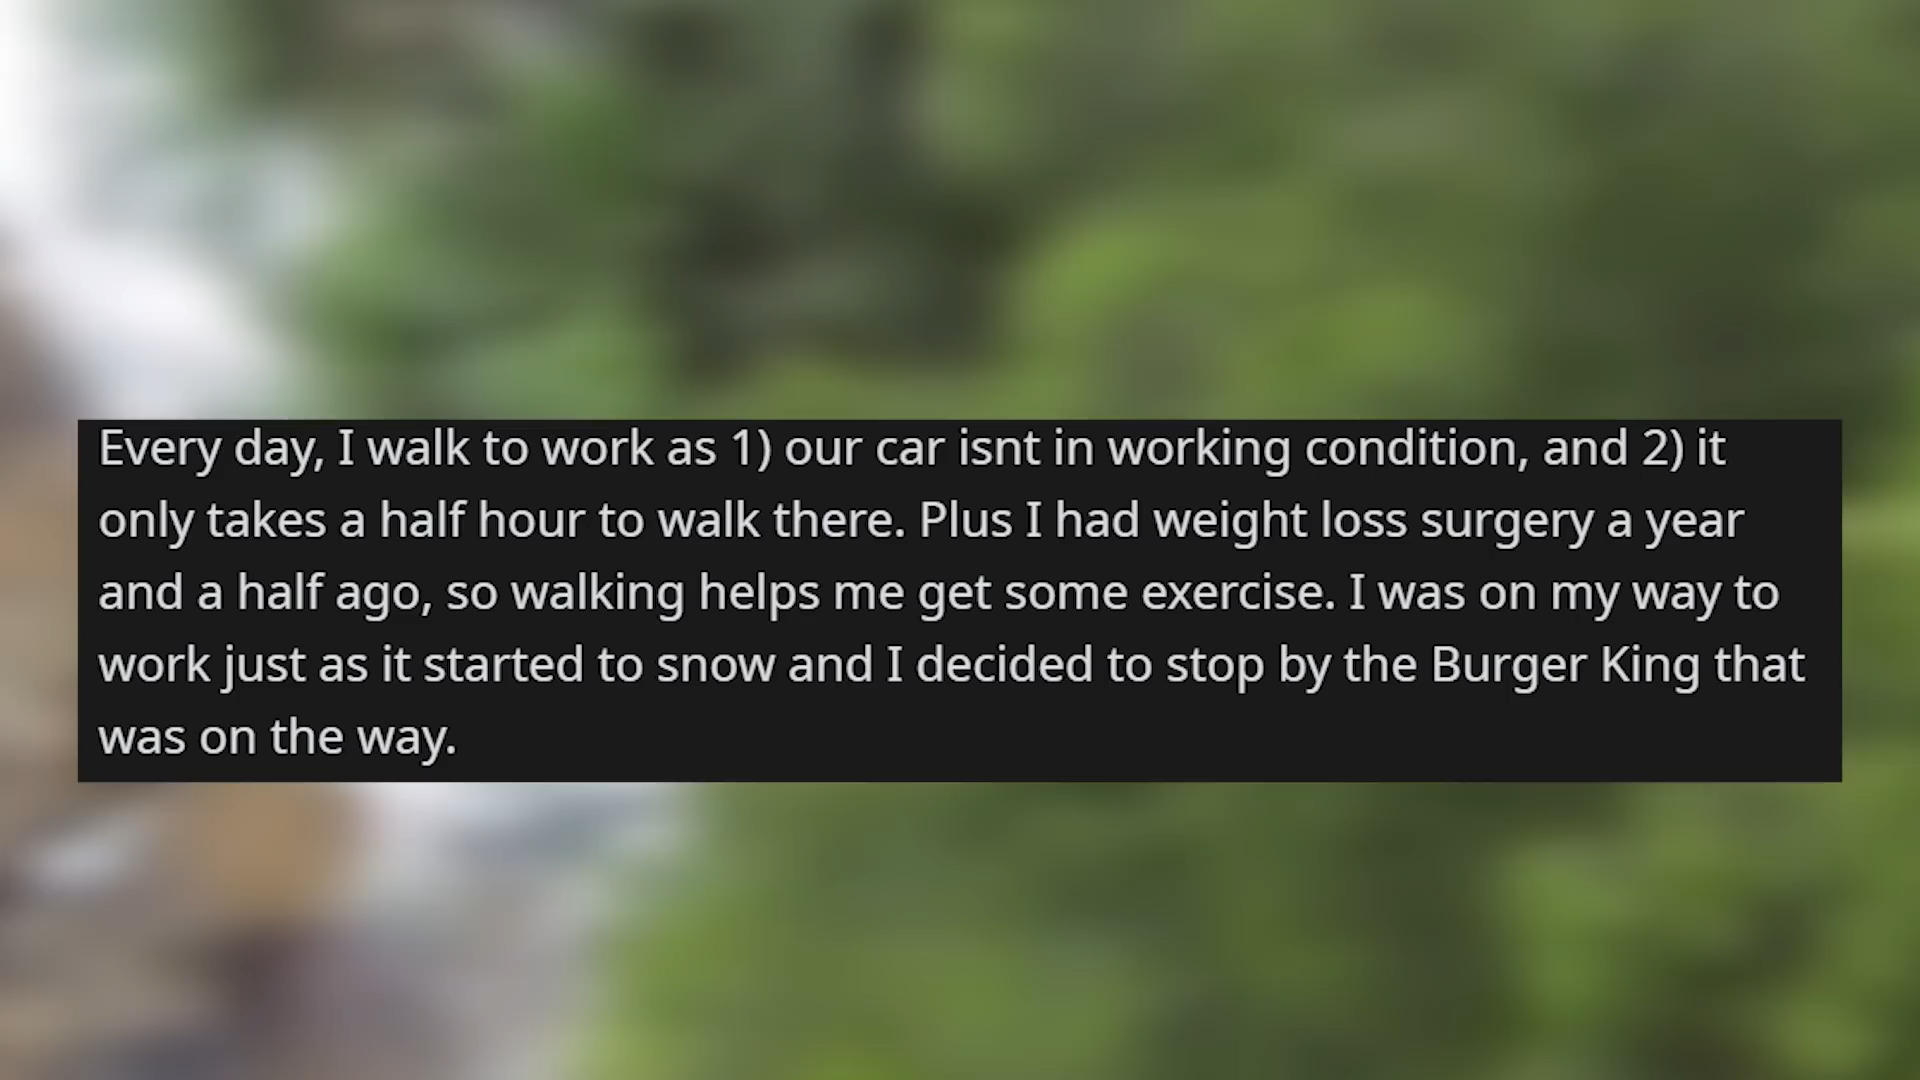 Every day, I walk to work as 1) our car isnt in working condition, and 2) it
only takes a half hour to walk there. Plus I had weight loss surgery a year
and a half ago, so walking helps me get some exercise. I was on my way to
work just as it started to snow and I decided to stop by the Burger King that
was on the way.